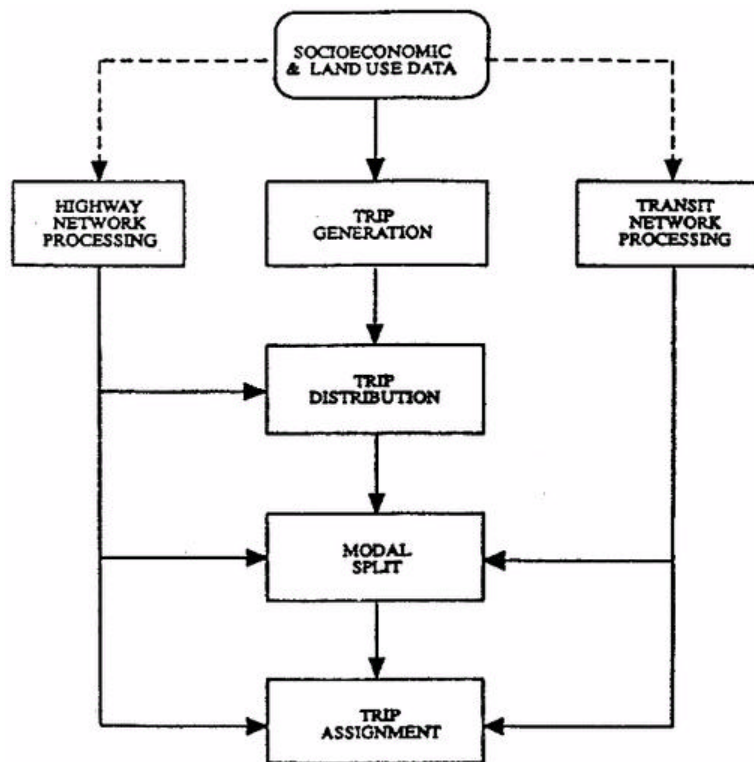 SOCIOECONOMIC
& LAND USE DATA
HIGHWAY
NETWORK
PROCESSING
TRIP
GENERATION
TRANSIT
NETWORK
PROCESSING
TRIP
DISTRIBUTION
MODAL
SPLIT
TRIP
ASSIGNMENT